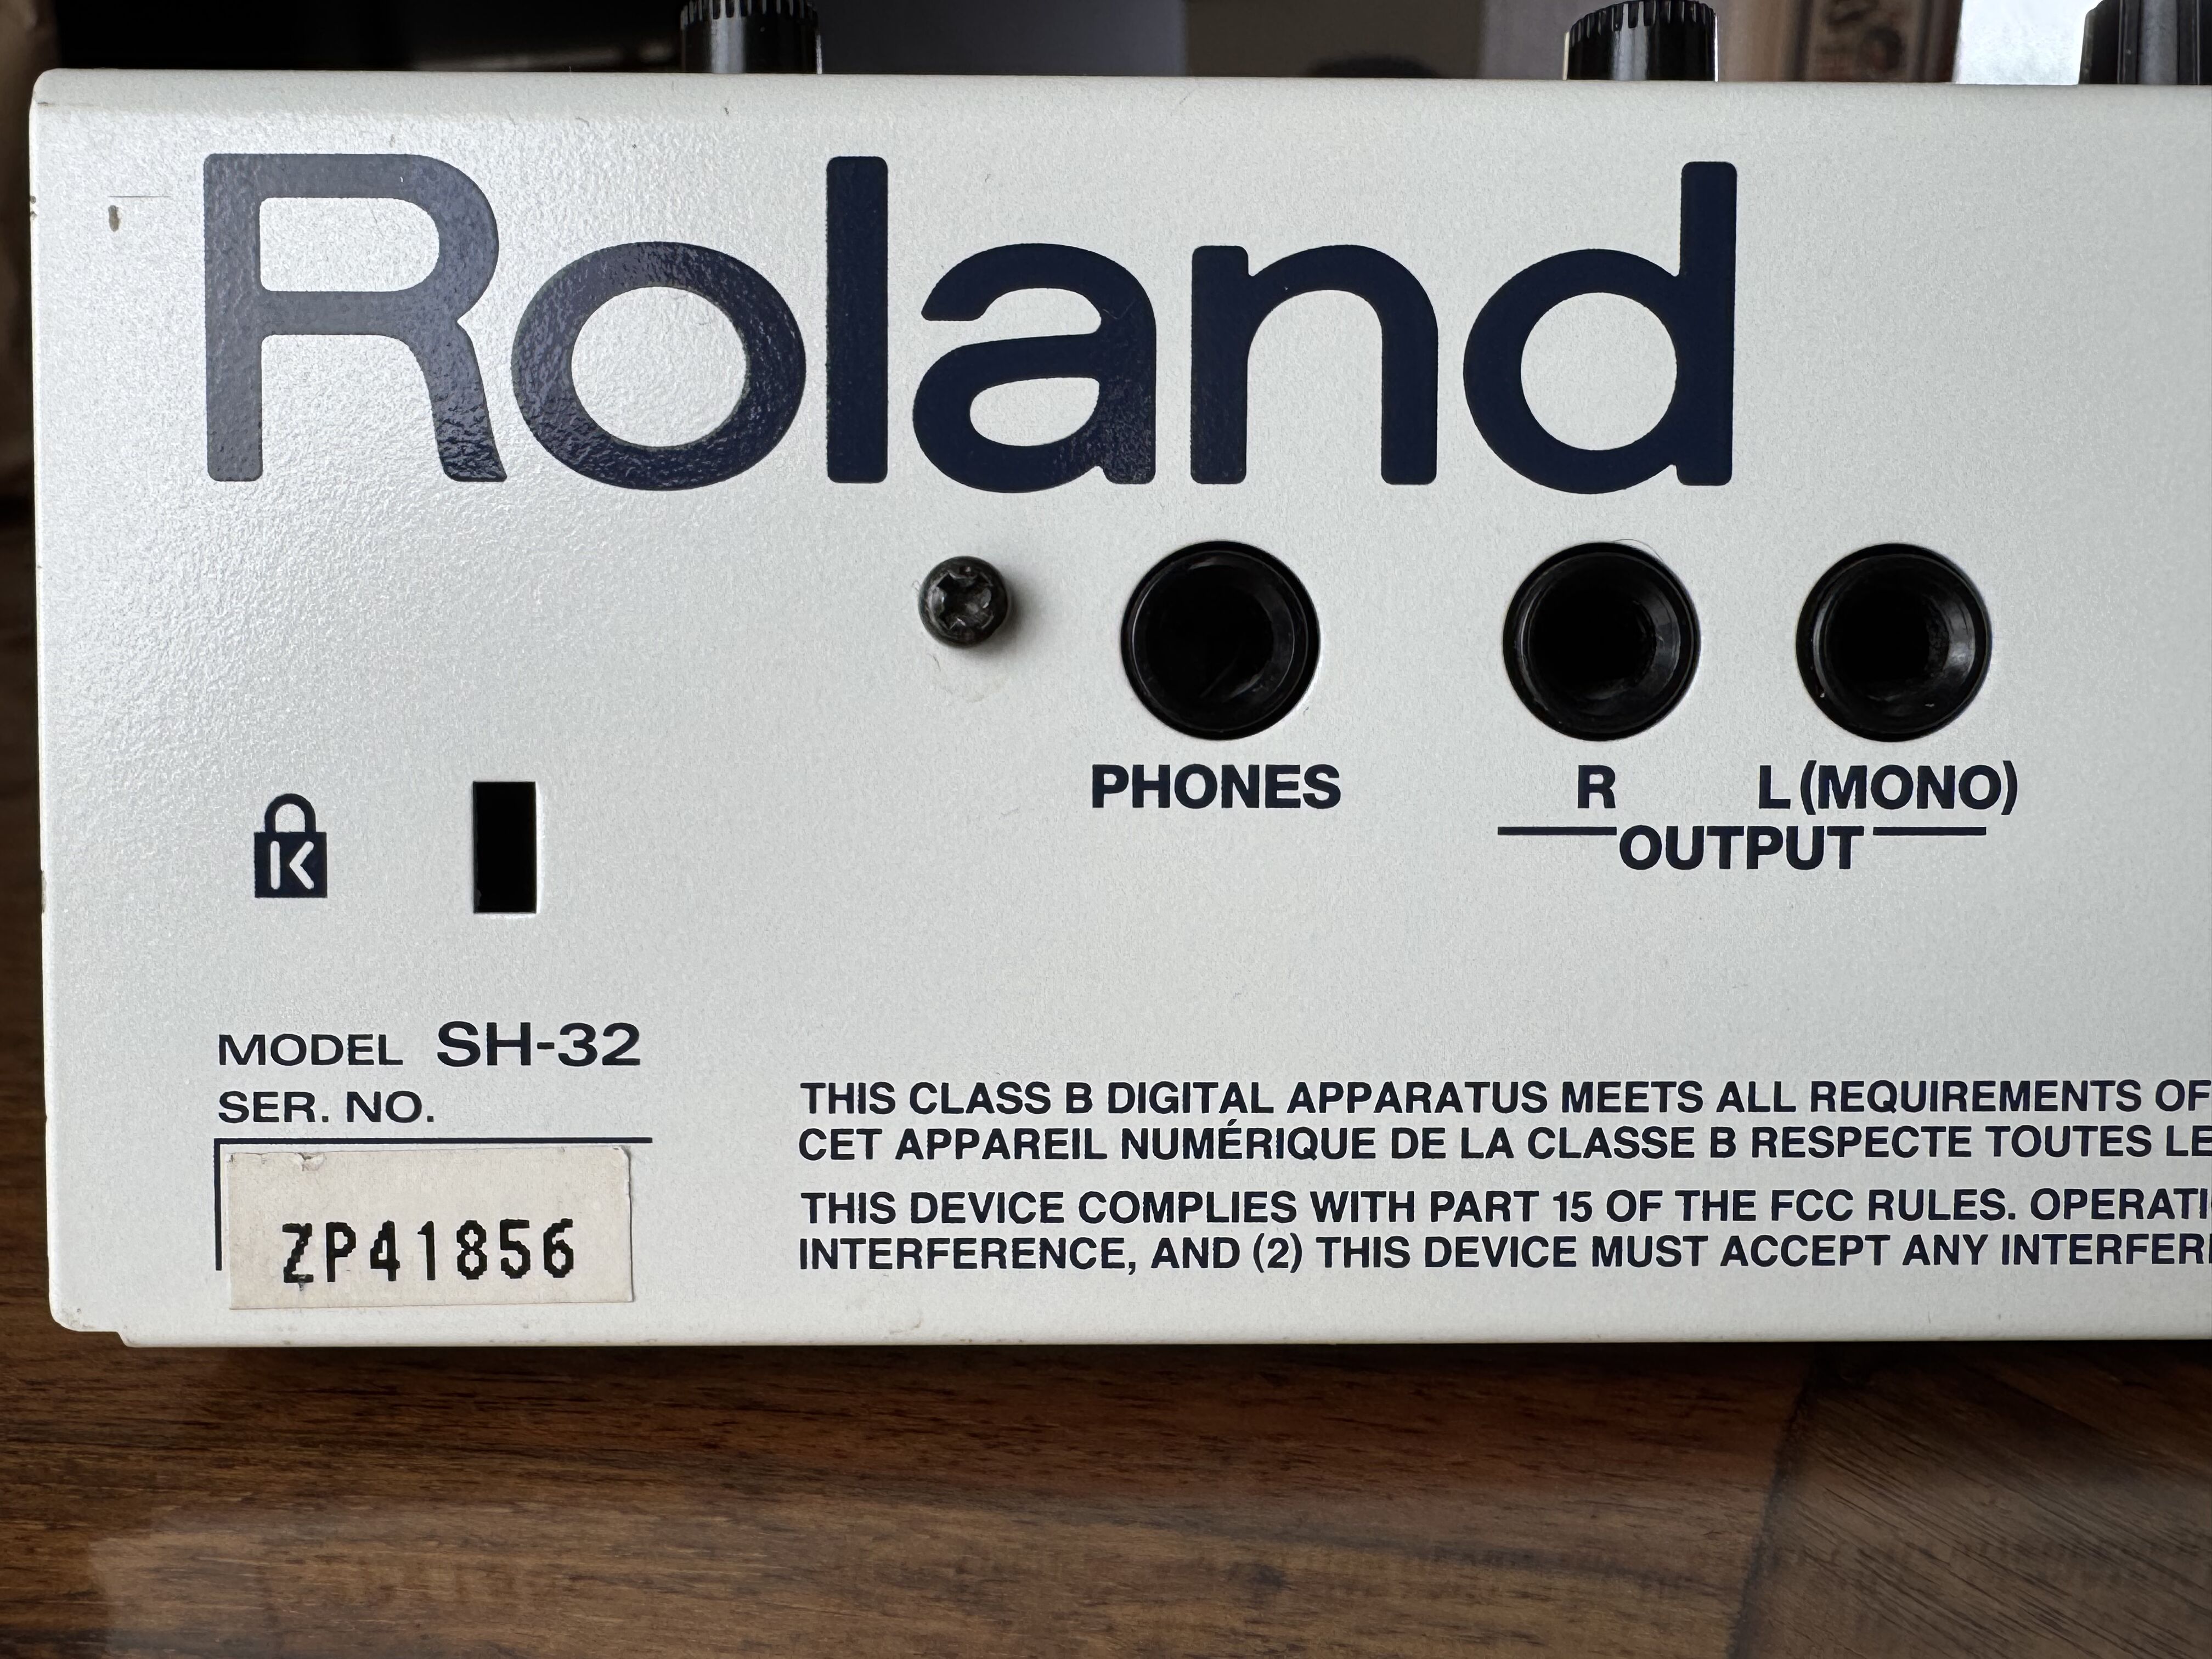 Roland
PHONES
R L(MONO)
OUTPUT
K
MODEL SH-32
SER. NO.
ZP41856
THIS CLASS B DIGITAL APPARATUS MEETS ALL REQUIREMENTS OF
CET APPAREIL NUMÉRIQUE DE LA CLASSE B RESPECTE TOUTES LE
THIS DEVICE COMPLIES WITH PART 15 OF THE FCC RULES. OPERATI
INTERFERENCE, AND (2) THIS DEVICE MUST ACCEPT ANY INTERFER